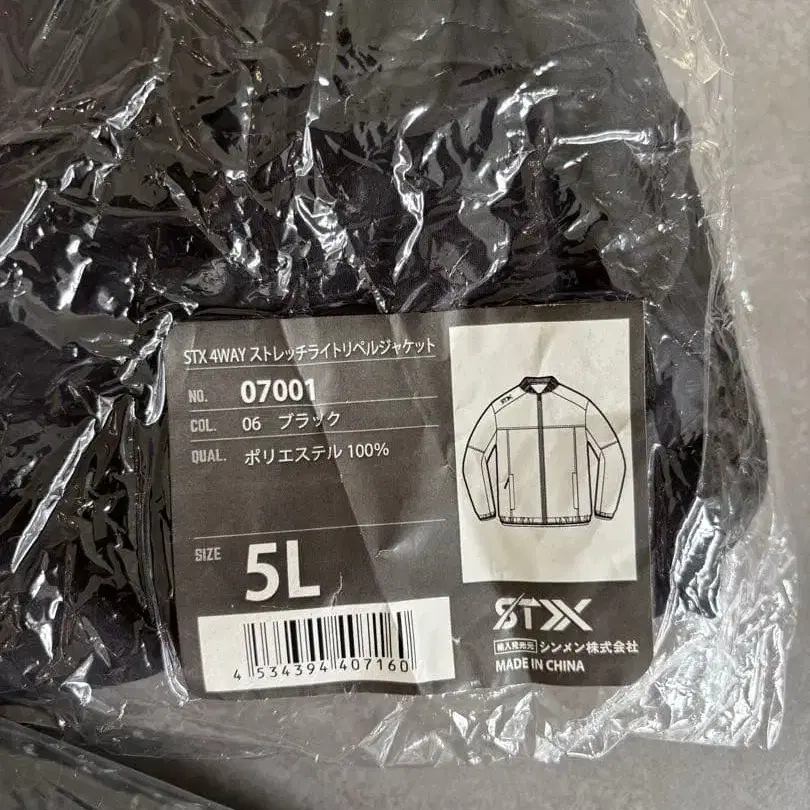 STX 4WAY ストレッチライトリペルジャケット
NO. 07001
COL. 06 ブラック
QUAL. ポリエステル 100%
SIZE 5L
4 534394 407160
STX
STX
輸入発売元 シンメン株式会社
MADE IN CHINA